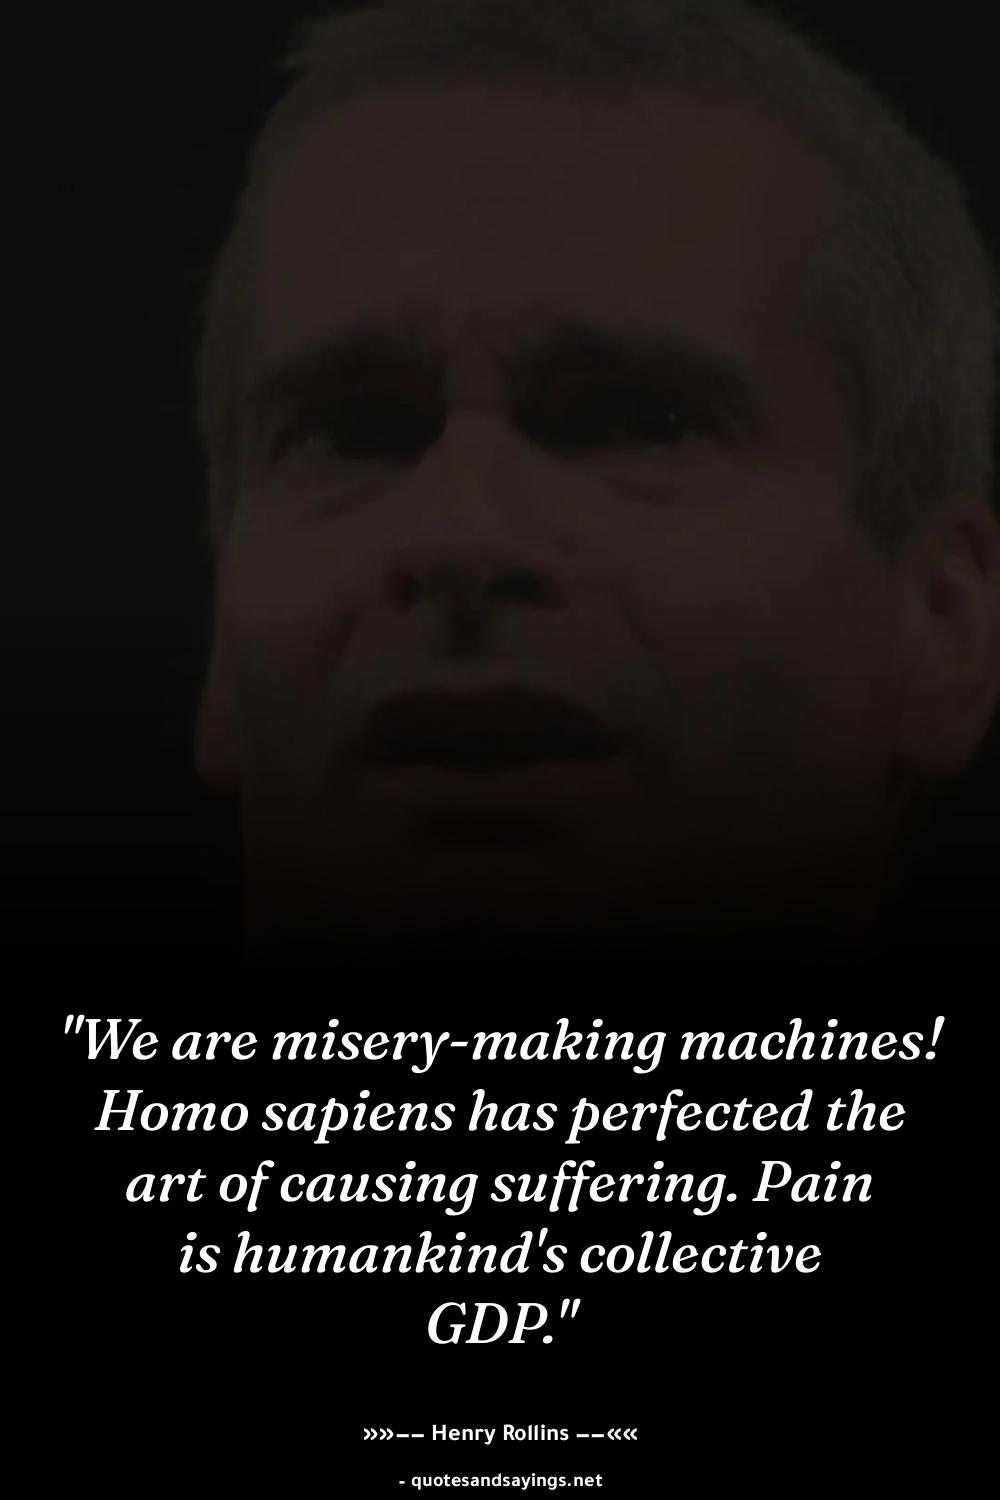 "We are misery-making machines!
Homo sapiens has perfected the
art of causing suffering. Pain
is humankind's collective
GDP."
»»−− Henry Rollins −−««
- quotesandsayings.net